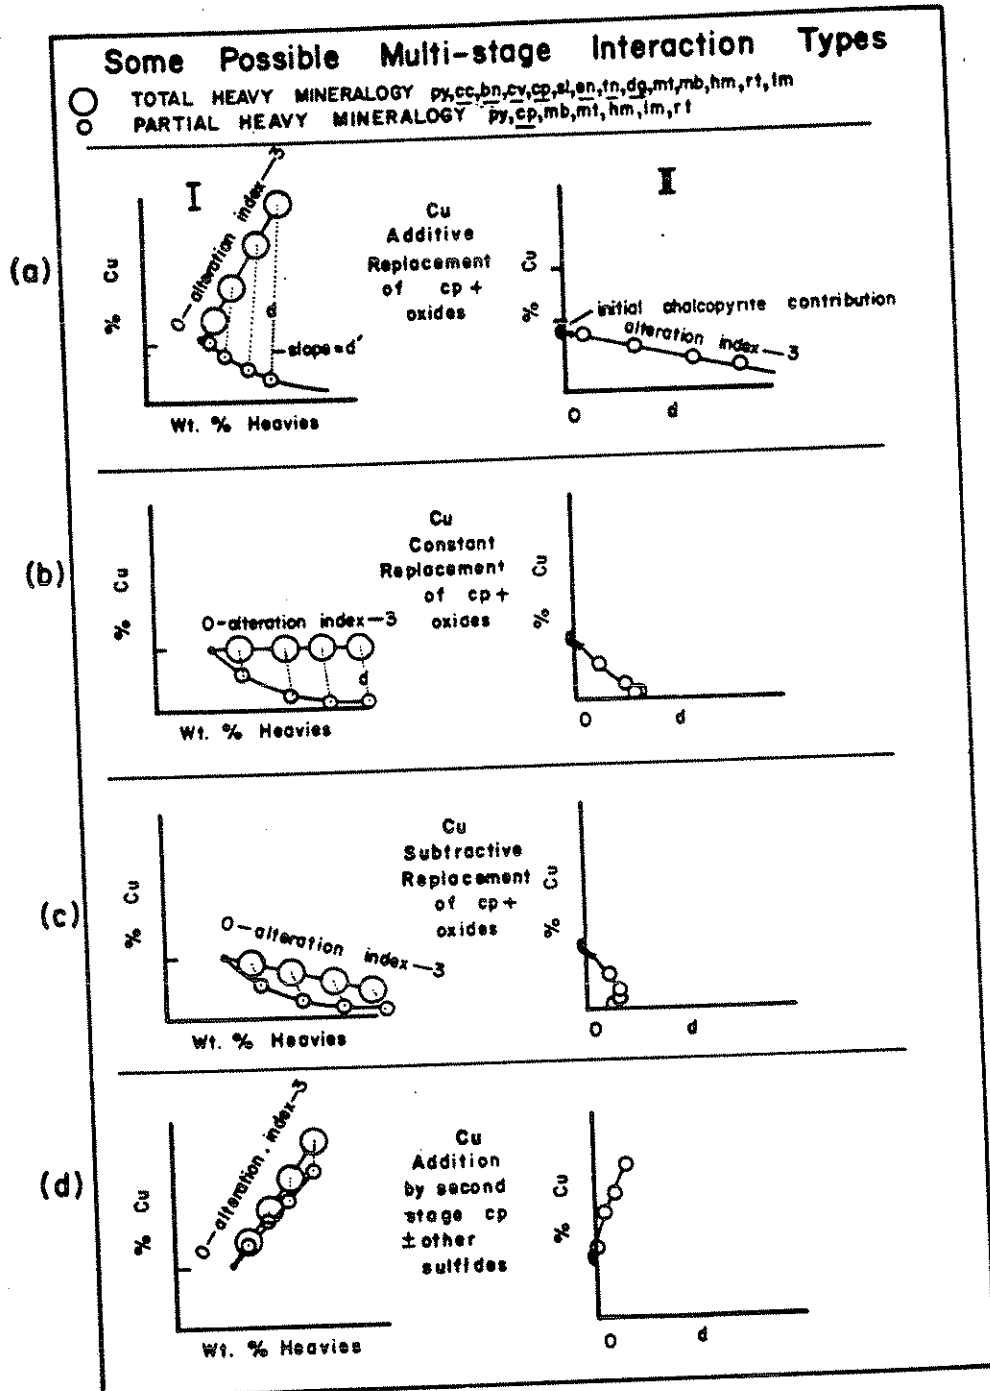 Some Possible Multi-stage Interaction Types
TOTAL HEAVY MINERALOGY py,cc,bn,cv,cp,sl,en,tn,dg,mt,mb,hm,rt,im
PARTIAL HEAVY MINERALOGY py,cp,mb,mt,hm,im,rt
(a)
I
% Cu
0-alteration index-3
d
slope=d'
Wt. % Heavies
Cu
Additive
Replacement
of cp+
oxides
II
% Cu
initial chalcopyrite contribution
alteration index-3
0 d
(b)
% Cu
0-alteration index-3
d
Wt. % Heavies
Cu
Constant
Replacement
of cp+
oxides
% Cu
0 d
(c)
% Cu
0-alteration index-3
Wt. % Heavies
Cu
Subtractive
Replacement
of cp+
oxides
% Cu
0 d
(d)
% Cu
0-alteration index-3
Wt. % Heavies
Cu
Addition
by second
stage cp
±other
sulfides
% Cu
0 d